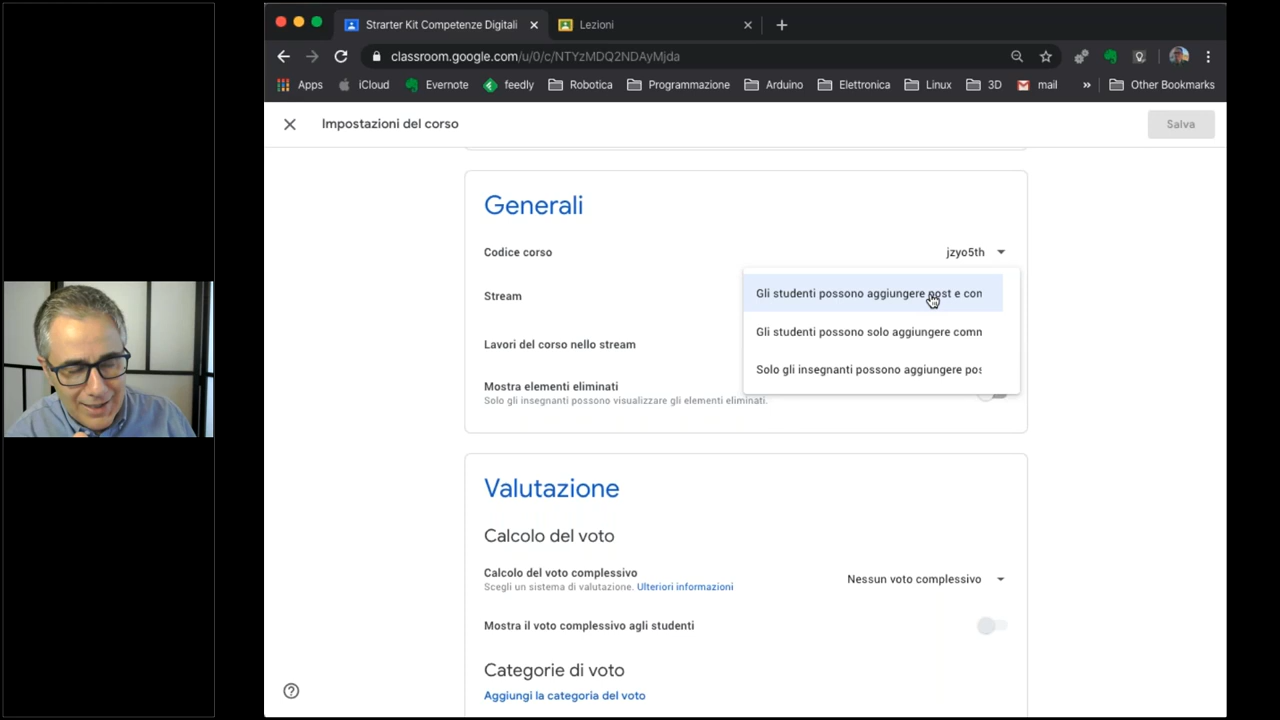 Strarter Kit Competenze Digitali
Lezioni
classroom.google.com/u/0/c/NTYzMDQ2NDAyMjda
Apps
iCloud
Evernote
feedly
Robotica
Programmazione
Arduino
Elettronica
Linux
3D
mail
»
Other Bookmarks
Impostazioni del corso
Salva
Generali
Codice corso
jzyo5th
Stream
Gli studenti possono aggiungere post e con
Gli studenti possono solo aggiungere comn
Lavori del corso nello stream
Solo gli insegnanti possono aggiungere pos
Mostra elementi eliminati
Solo gli insegnanti possono visualizzare gli elementi eliminati.
Valutazione
Calcolo del voto
Calcolo del voto complessivo
Scegli un sistema di valutazione. Ulteriori informazioni
Nessun voto complessivo
Mostra il voto complessivo agli studenti
Categorie di voto
Aggiungi la categoria del voto